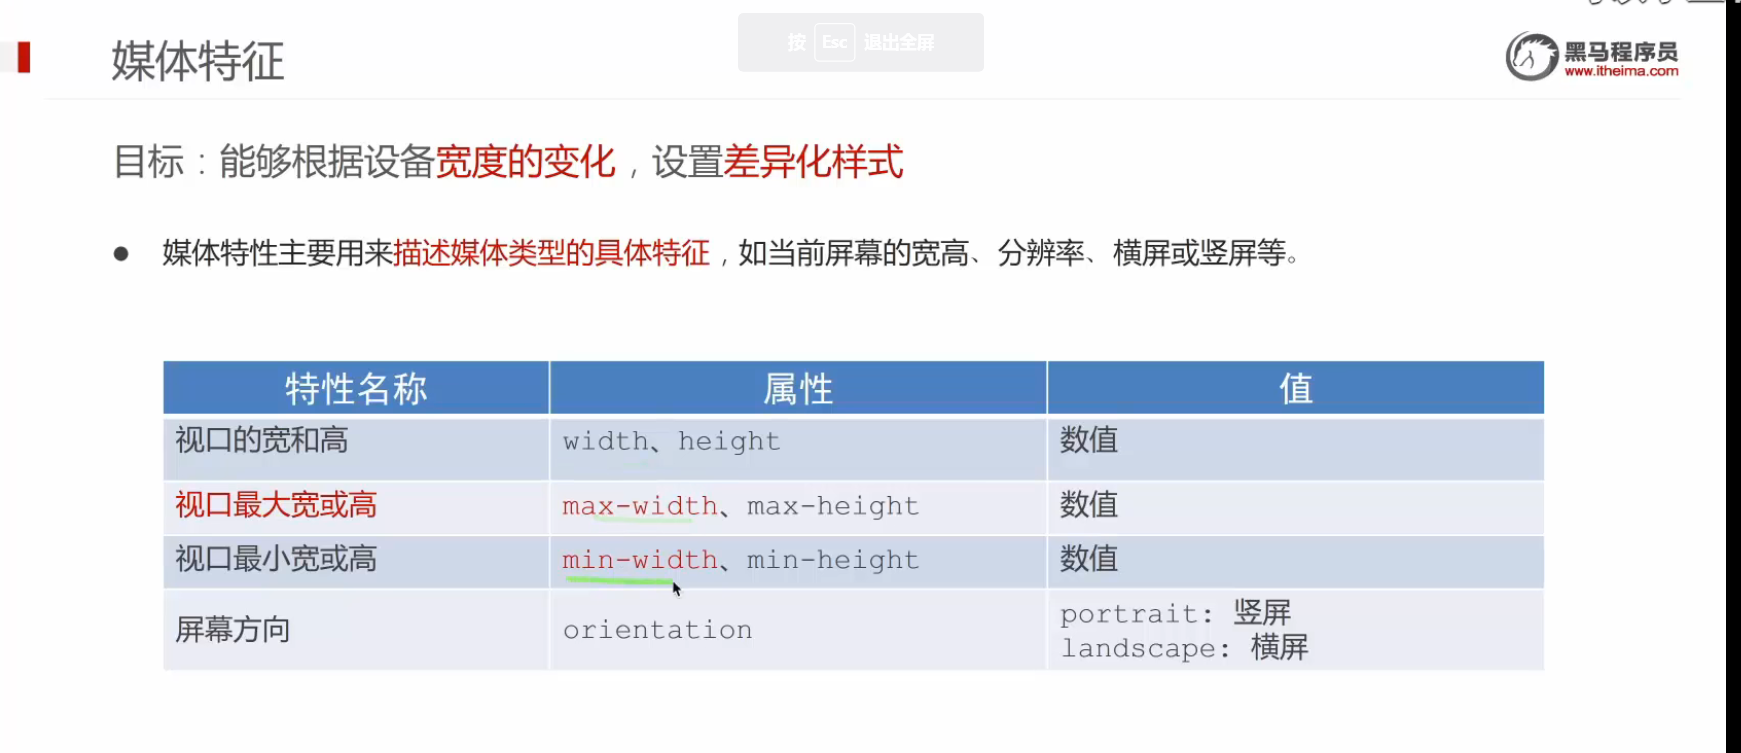 按 Esc 退出全屏
媒体特征
黑马程序员
www.itheima.com
目标：能够根据设备宽度的变化，设置差异化样式
● 媒体特性主要用来描述媒体类型的具体特征，如当前屏幕的宽高、分辨率、横屏或竖屏等。
特性名称 属性 值
视口的宽和高 width、height 数值
视口最大宽或高 max-width、max-height 数值
视口最小宽或高 min-width、min-height 数值
屏幕方向 orientation portrait: 竖屏
landscape: 横屏